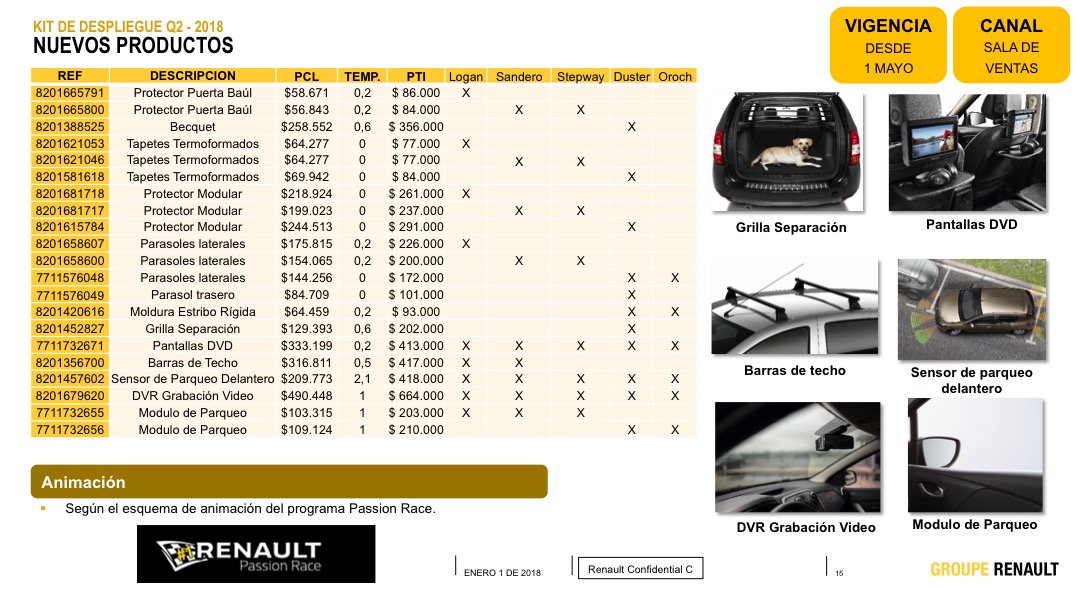 KIT DE DESPLIEGUE Q2 - 2018
NUEVOS PRODUCTOS
VIGENCIA
DESDE
1 MAYO
CANAL
SALA DE
VENTAS
REF DESCRIPCION PCL TEMP. PTI Logan Sandero Stepway Duster Oroch
8201665791 Protector Puerta Baúl $58.671 0,2 $ 86.000 X
8201665800 Protector Puerta Baúl $56.843 0,2 $ 84.000 X X
8201388525 Becquet $258.552 0,6 $ 356.000 X
8201621053 Tapetes Termoformados $64.277 0 $ 77.000 X
8201621046 Tapetes Termoformados $64.277 0 $ 77.000 X X
8201581618 Tapetes Termoformados $69.942 0 $ 84.000 X
8201681718 Protector Modular $218.924 0 $ 261.000 X
8201681717 Protector Modular $199.023 0 $ 237.000 X X
8201615784 Protector Modular $244.513 0 $ 291.000 X
8201658607 Parasoles laterales $175.815 0,2 $ 226.000 X
8201658600 Parasoles laterales $154.065 0,2 $ 200.000 X X
7711576048 Parasoles laterales $144.256 0 $ 172.000 X X
7711576049 Parasol trasero $84.709 0 $ 101.000 X
8201420616 Moldura Estribo Rígida $64.459 0,2 $ 93.000 X X
8201452827 Grilla Separación $129.393 0,6 $ 202.000 X
7711732671 Pantallas DVD $333.199 0,2 $ 413.000 X X X X X
8201356700 Barras de Techo $316.811 0,5 $ 417.000 X X
8201457602 Sensor de Parqueo Delantero $209.773 2,1 $ 418.000 X X X X X
8201679620 DVR Grabación Video $490.448 1 $ 664.000 X X X X X
7711732655 Modulo de Parqueo $103.315 1 $ 203.000 X X X
7711732656 Modulo de Parqueo $109.124 1 $ 210.000 X X
Grilla Separación
Pantallas DVD
Barras de techo
Sensor de parqueo
delantero
DVR Grabación Video
Modulo de Parqueo
Animación
▪ Según el esquema de animación del programa Passion Race.
#1 RENAULT
Passion Race
ENERO 1 DE 2018
Renault Confidential C
15
GROUPE RENAULT